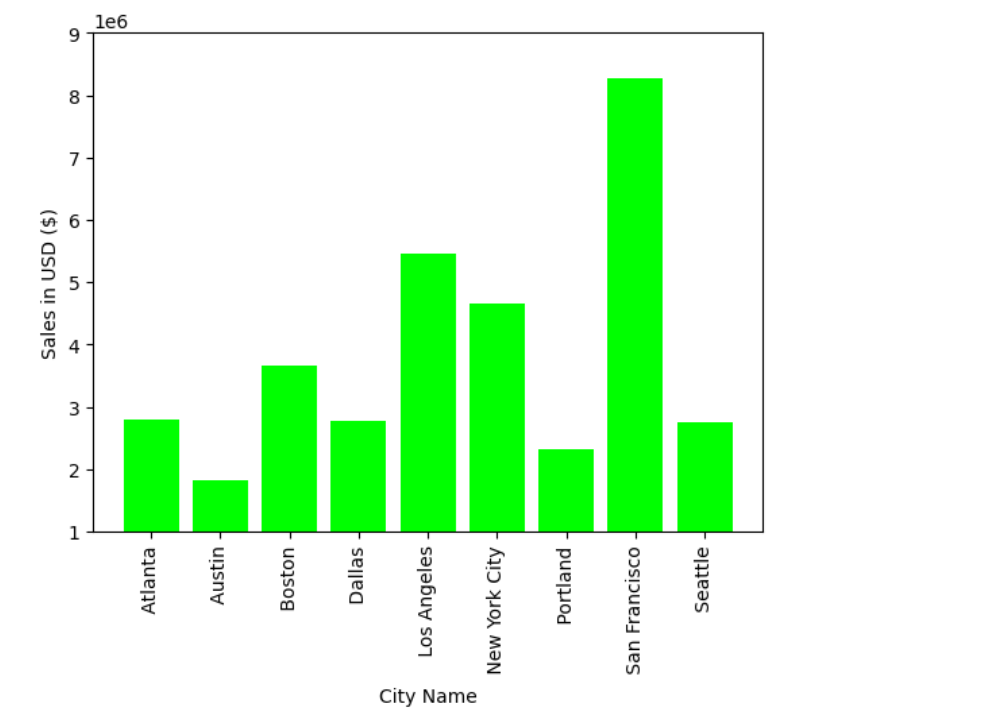 1e6
9
8
7
6
5
4
3
2
1
Sales in USD ($)
Atlanta
Austin
Boston
Dallas
Los Angeles
New York City
Portland
San Francisco
Seattle
City Name